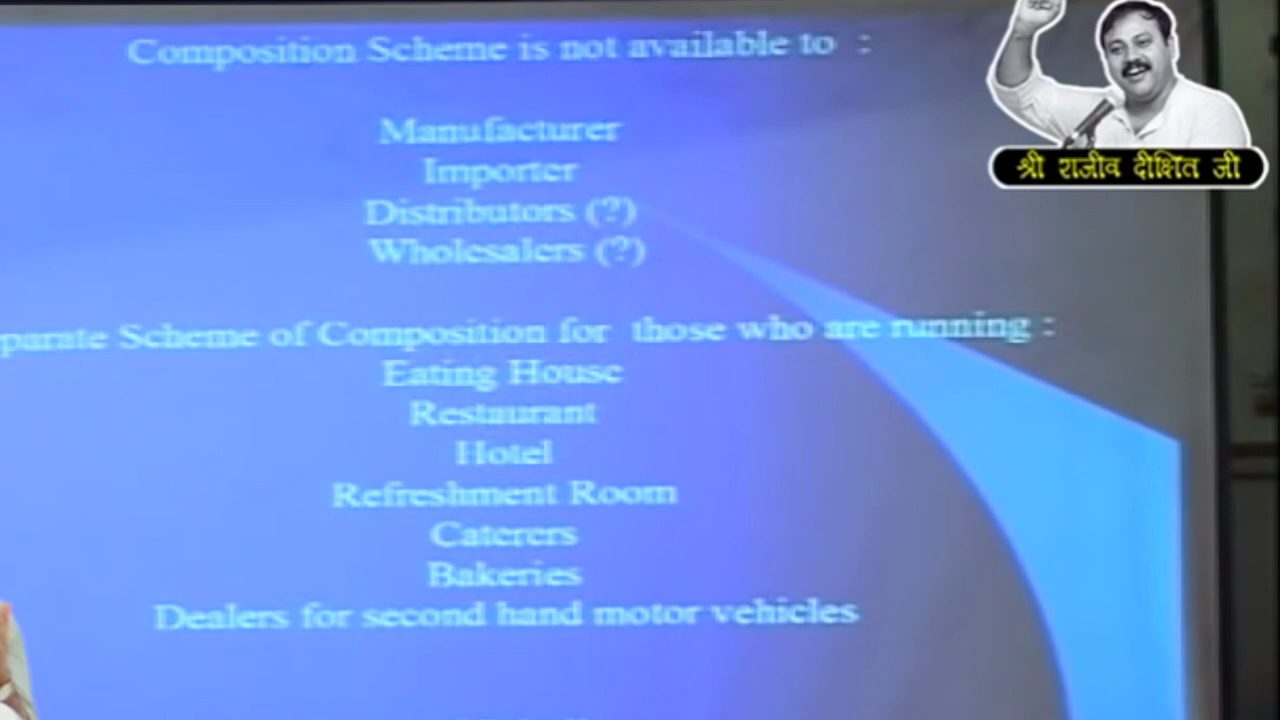 Composition Scheme is not available to :
Manufacturer
Importer
Distributors (?)
Wholesalers (?)
parate Scheme of Composition for those who are running :
Eating House
Restaurant
Hotel
Refreshment Room
Caterers
Bakeries
Dealers for second hand motor vehicles
श्री राजीव दीक्षित जी